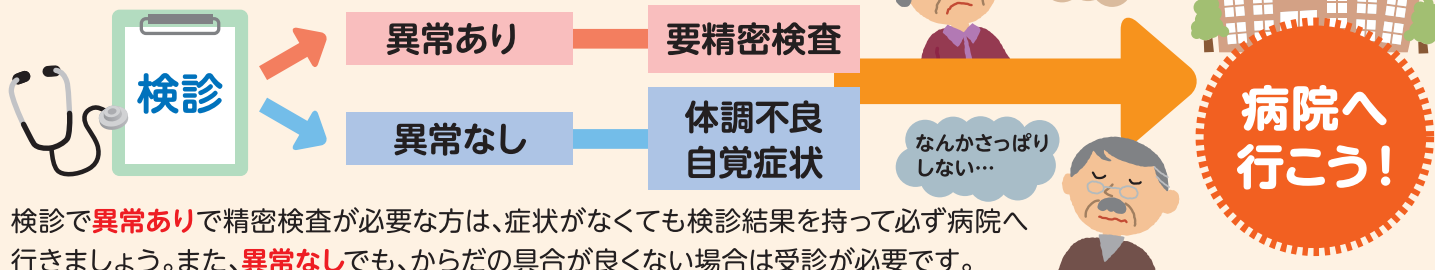 検診
異常あり
要精密検査
異常なし
体調不良
自覚症状
なんかさっぱり
しない…
病院へ
行こう！
検診で異常ありで精密検査が必要な方は、症状がなくても検診結果を持って必ず病院へ
行きましょう。また、異常なしでも、からだの具合が良くない場合は受診が必要です。